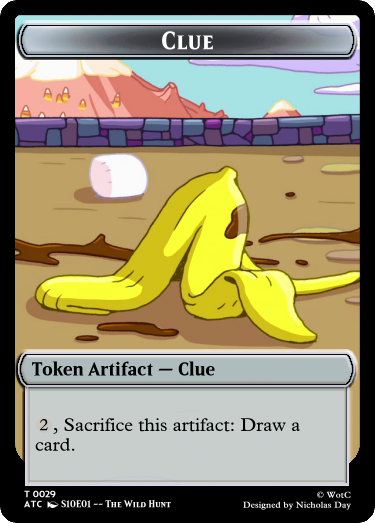 Clue
Token Artifact — Clue
2, Sacrifice this artifact: Draw a
card.
T 0029
ATC S10E01 -- The Wild Hunt
© WotC
Designed by Nicholas Day